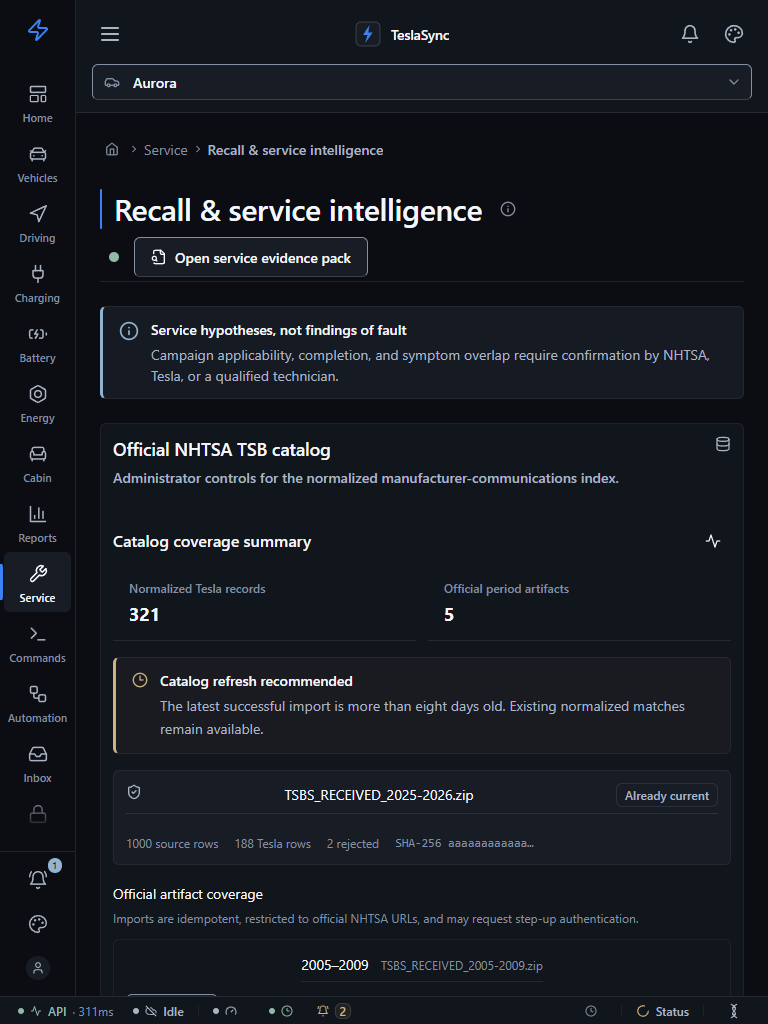 TeslaSync
Aurora
Home
Vehicles
Driving
Charging
Battery
Energy
Cabin
Reports
Service
Commands
Automation
Inbox
1
Service
Recall & service intelligence
Recall & service intelligence
Open service evidence pack
Service hypotheses, not findings of fault
Campaign applicability, completion, and symptom overlap require confirmation by NHTSA,
Tesla, or a qualified technician.
Official NHTSA TSB catalog
Administrator controls for the normalized manufacturer-communications index.
Catalog coverage summary
Normalized Tesla records
321
Official period artifacts
5
Catalog refresh recommended
The latest successful import is more than eight days old. Existing normalized matches
remain available.
TSBS_RECEIVED_2025-2026.zip
Already current
1000 source rows 188 Tesla rows 2 rejected SHA-256 aaaaaaaaaaaa…
Official artifact coverage
Imports are idempotent, restricted to official NHTSA URLs, and may request step-up authentication.
2005–2009 TSBS_RECEIVED_2005-2009.zip
API · 311ms
Idle
2
Status